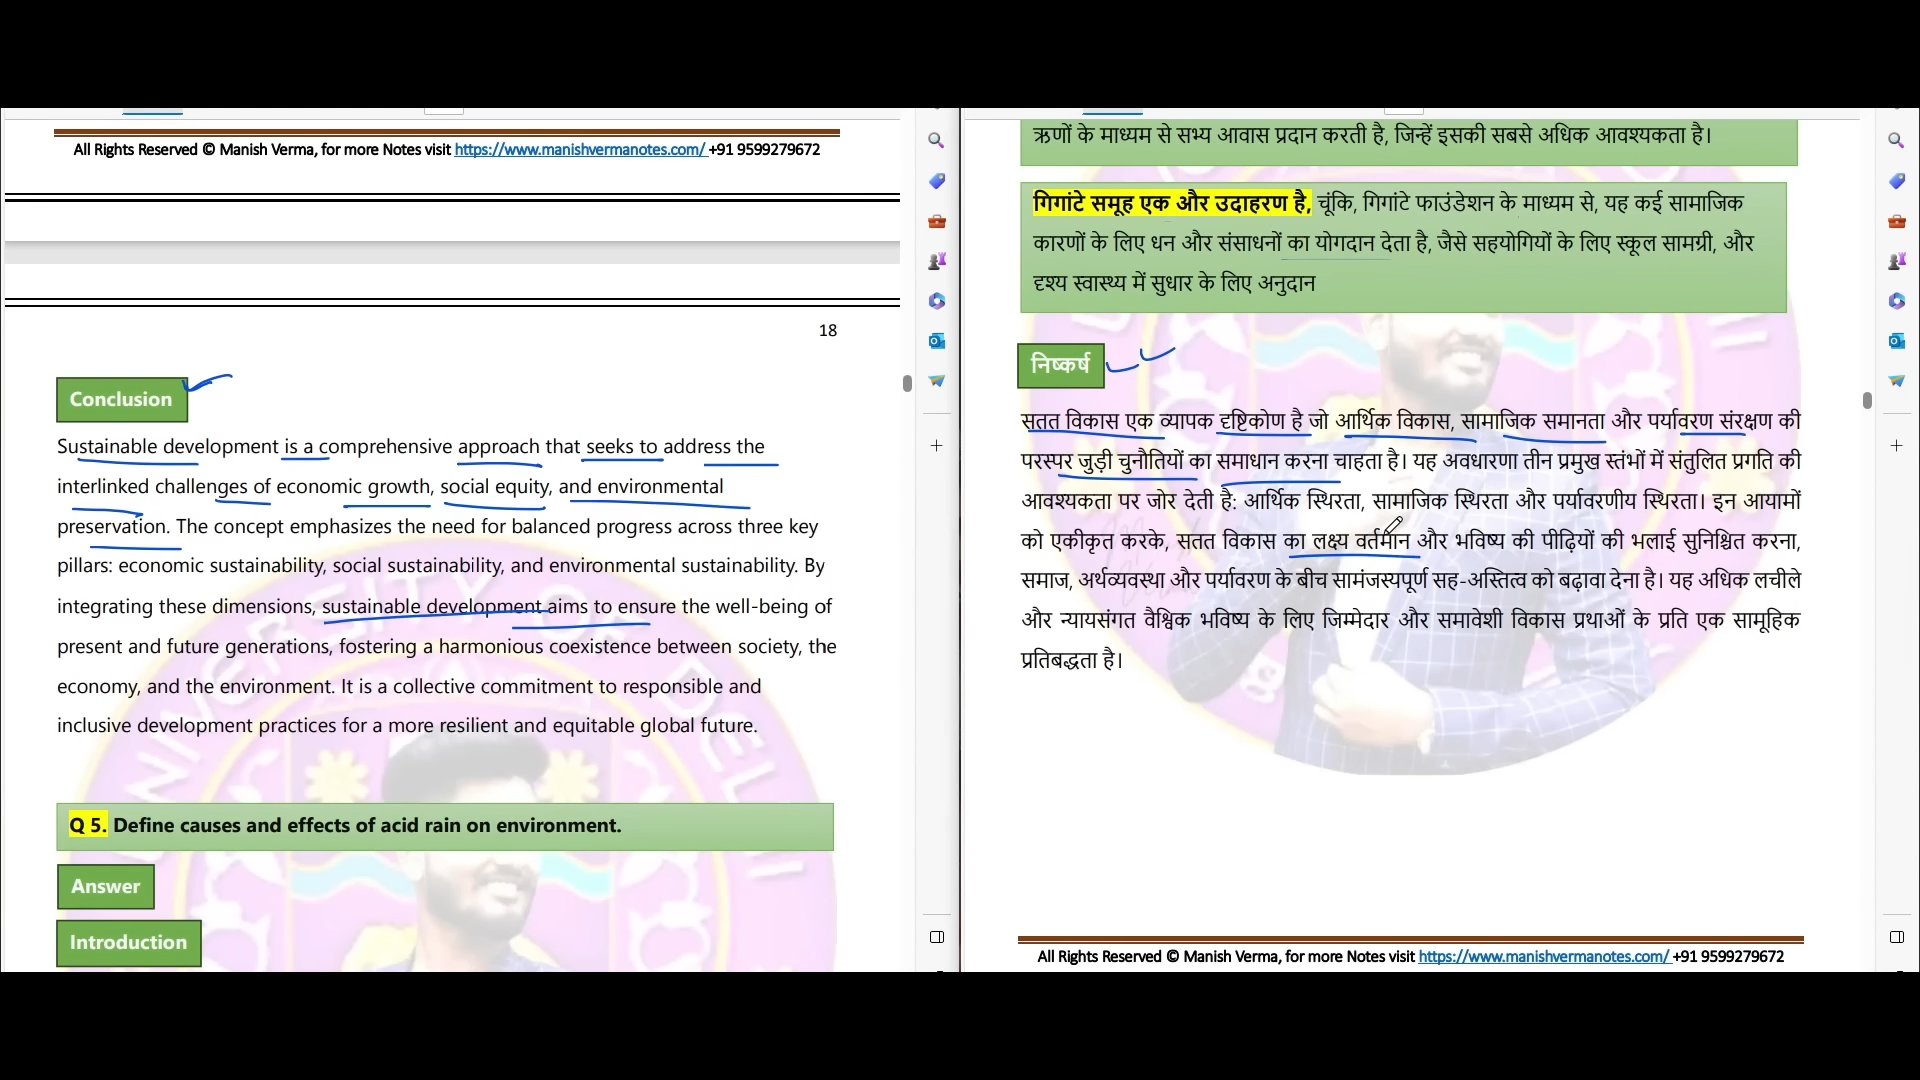 All Rights Reserved © Manish Verma, for more Notes visit https://www.manishvermanotes.com/ +91 9599279672
18
Conclusion
Sustainable development is a comprehensive approach that seeks to address the
interlinked challenges of economic growth, social equity, and environmental
preservation. The concept emphasizes the need for balanced progress across three key
pillars: economic sustainability, social sustainability, and environmental sustainability. By
integrating these dimensions, sustainable development aims to ensure the well-being of
present and future generations, fostering a harmonious coexistence between society, the
economy, and the environment. It is a collective commitment to responsible and
inclusive development practices for a more resilient and equitable global future.
Q 5. Define causes and effects of acid rain on environment.
Answer
Introduction
ऋणों के माध्यम से सभ्य आवास प्रदान करती है, जिन्हें इसकी सबसे अधिक आवश्यकता है।
गिगांटे समूह एक और उदाहरण है, चूंकि, गिगांटे फाउंडेशन के माध्यम से, यह कई सामाजिक
कारणों के लिए धन और संसाधनों का योगदान देता है, जैसे सहयोगियों के लिए स्कूल सामग्री, और
दृश्य स्वास्थ्य में सुधार के लिए अनुदान
निष्कर्ष
सतत विकास एक व्यापक दृष्टिकोण है जो आर्थिक विकास, सामाजिक समानता और पर्यावरण संरक्षण की
परस्पर जुड़ी चुनौतियों का समाधान करना चाहता है। यह अवधारणा तीन प्रमुख स्तंभों में संतुलित प्रगति की
आवश्यकता पर जोर देती है: आर्थिक स्थिरता, सामाजिक स्थिरता और पर्यावरणीय स्थिरता। इन आयामों
को एकीकृत करके, सतत विकास का लक्ष्य वर्तमान और भविष्य की पीढ़ियों की भलाई सुनिश्चित करना,
समाज, अर्थव्यवस्था और पर्यावरण के बीच सामंजस्यपूर्ण सह-अस्तित्व को बढ़ावा देना है। यह अधिक लचीले
और न्यायसंगत वैश्विक भविष्य के लिए जिम्मेदार और समावेशी विकास प्रथाओं के प्रति एक सामूहिक
प्रतिबद्धता है।
All Rights Reserved © Manish Verma, for more Notes visit https://www.manishvermanotes.com/ +91 9599279672
UNIVERSITY OF DELHI